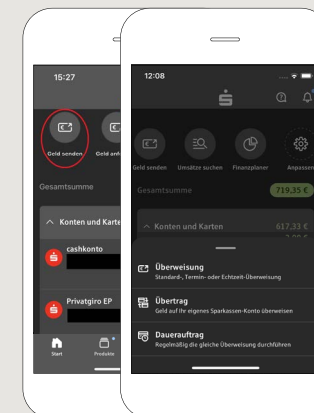 15:27
Geld senden
Gesamtsumme
Konten und Karte
cashkonto
Privatgiro EP
Start
Produkte
12:08
Geld senden
Umsätze suchen
Finanzplaner
Anpassen
Gesamtsumme
719,35 €
Konten und Karten
617,33 €
Überweisung
Standard-, Termin- oder Echtzeit-Überweisung
Übertrag
Geld auf Ihr eigenes Sparkassen-Konto überweisen
Dauerauftrag
Regelmäßig die gleiche Überweisung durchführen